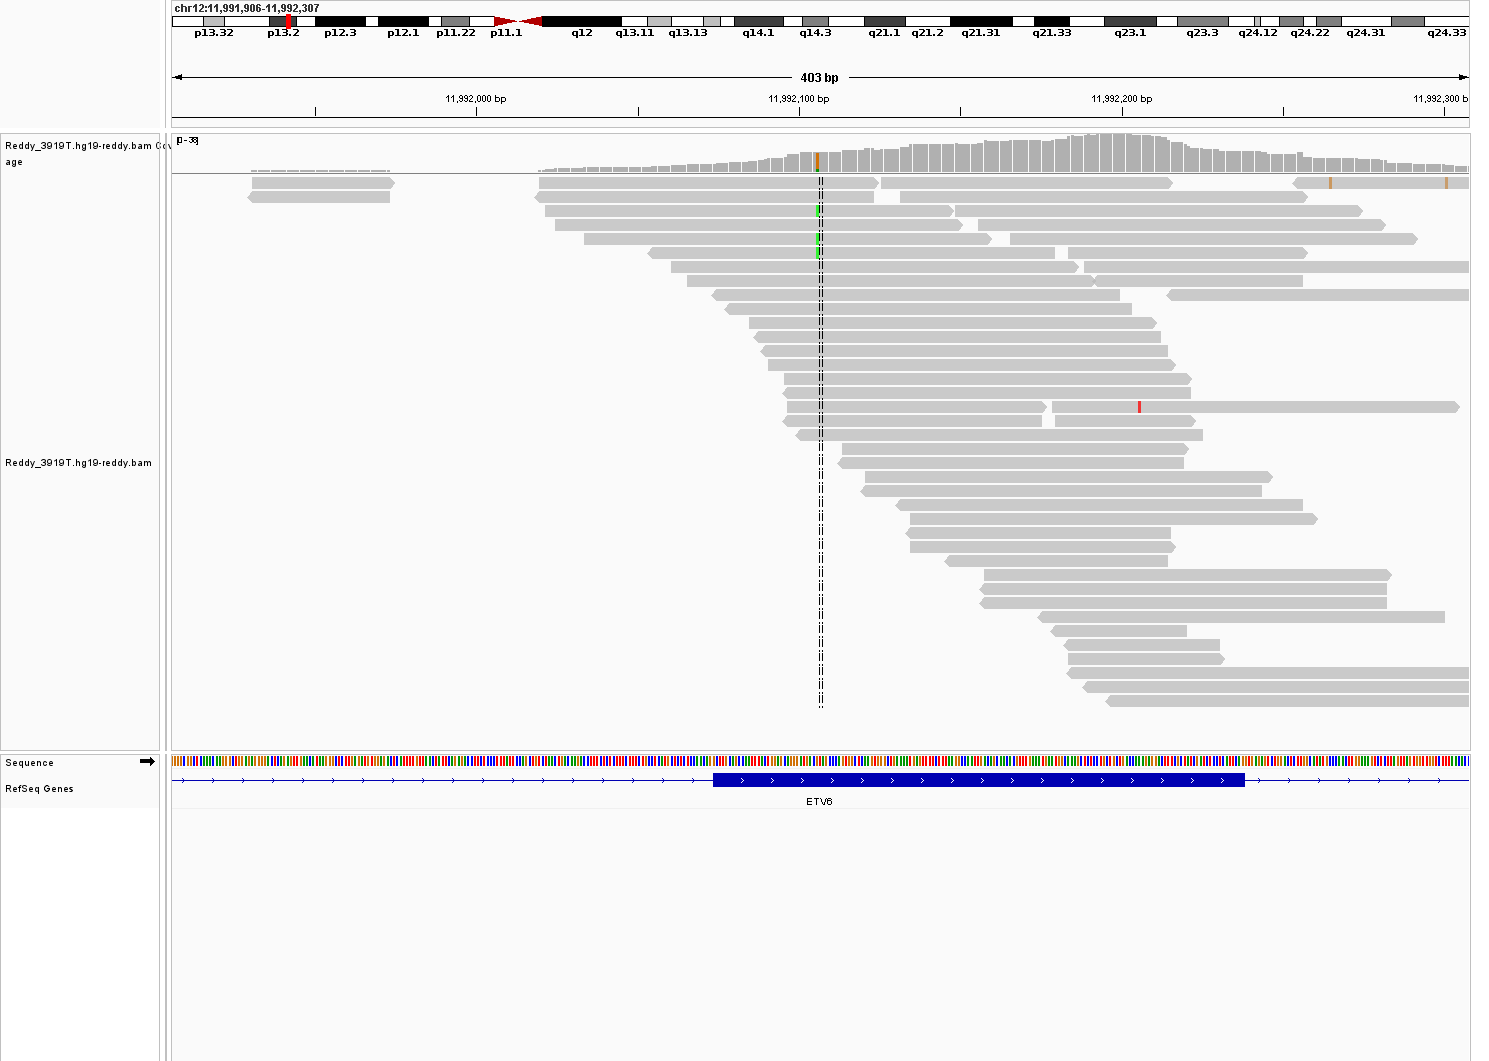 chr12:11,991,906-11,992,307
p13.32 p13.2 p12.3 p12.1 p11.22 p11.1 q12 q13.11 q13.13 q14.1 q14.3 q21.1 q21.2 q21.31 q21.33 q23.1 q23.3 q24.12 q24.22 q24.31 q24.33
403 bp
11,992,000 bp 11,992,100 bp 11,992,200 bp 11,992,300 b
Reddy_3919T.hg19-reddy.bam Cov
age
[0-38]
Reddy_3919T.hg19-reddy.bam
Sequence
RefSeq Genes
ETV6